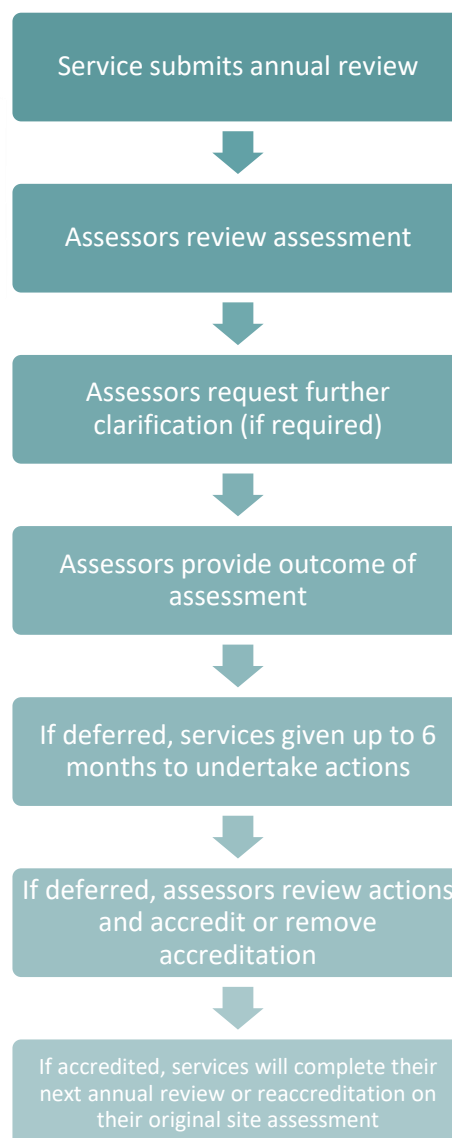 Service submits annual review
Assessors review assessment
Assessors request further
clarification (if required)
Assessors provide outcome of
assessment
If deferred, services given up to 6
months to undertake actions
If deferred, assessors review actions
and accredit or remove
accreditation
If accredited, services will complete their
next annual review or reaccreditation on
their original site assessment